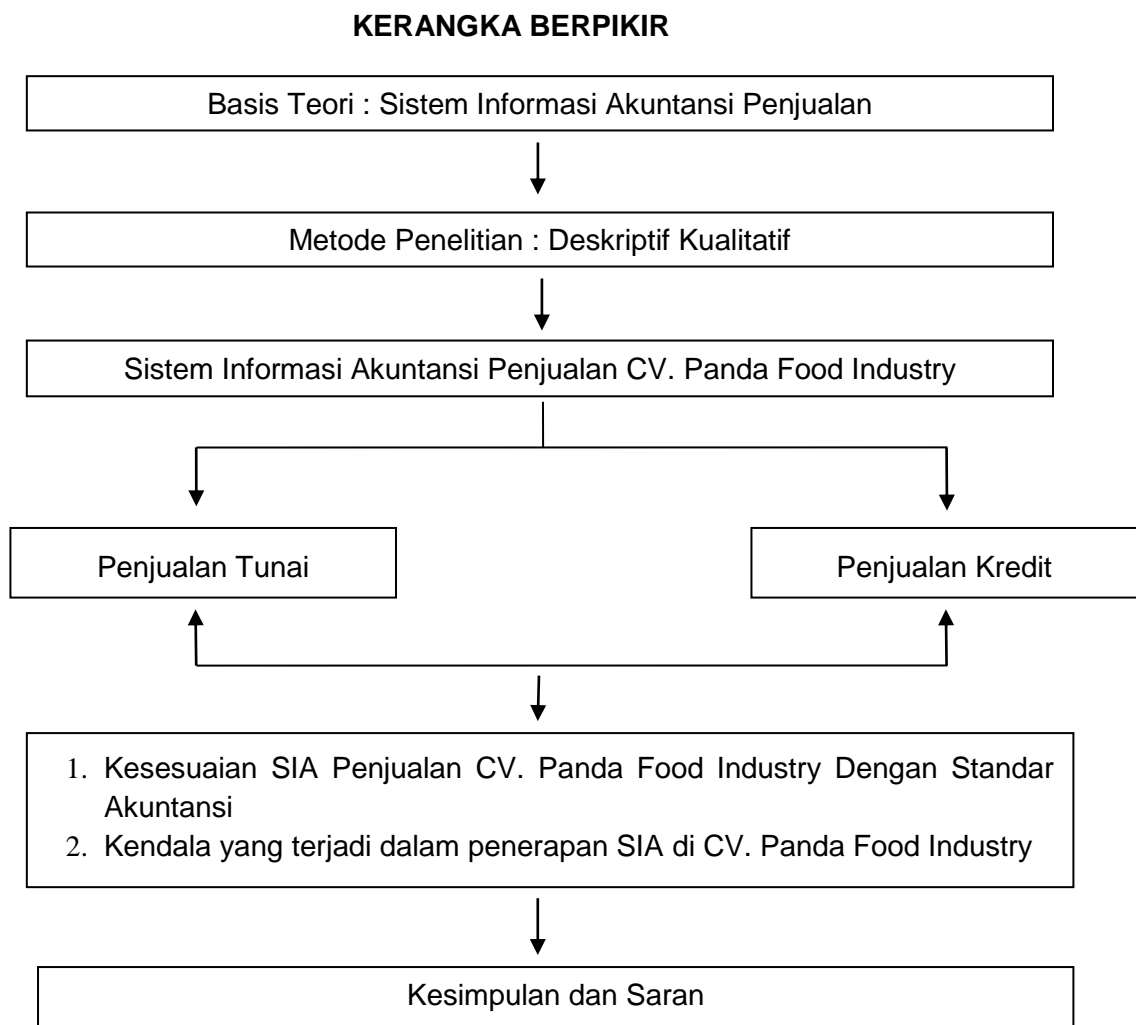 KERANGKA BERPIKIR
Basis Teori : Sistem Informasi Akuntansi Penjualan
Metode Penelitian : Deskriptif Kualitatif
Sistem Informasi Akuntansi Penjualan CV. Panda Food Industry
Penjualan Tunai
Penjualan Kredit
1. Kesesuaian SIA Penjualan CV. Panda Food Industry Dengan Standar
Akuntansi
2. Kendala yang terjadi dalam penerapan SIA di CV. Panda Food Industry
Kesimpulan dan Saran